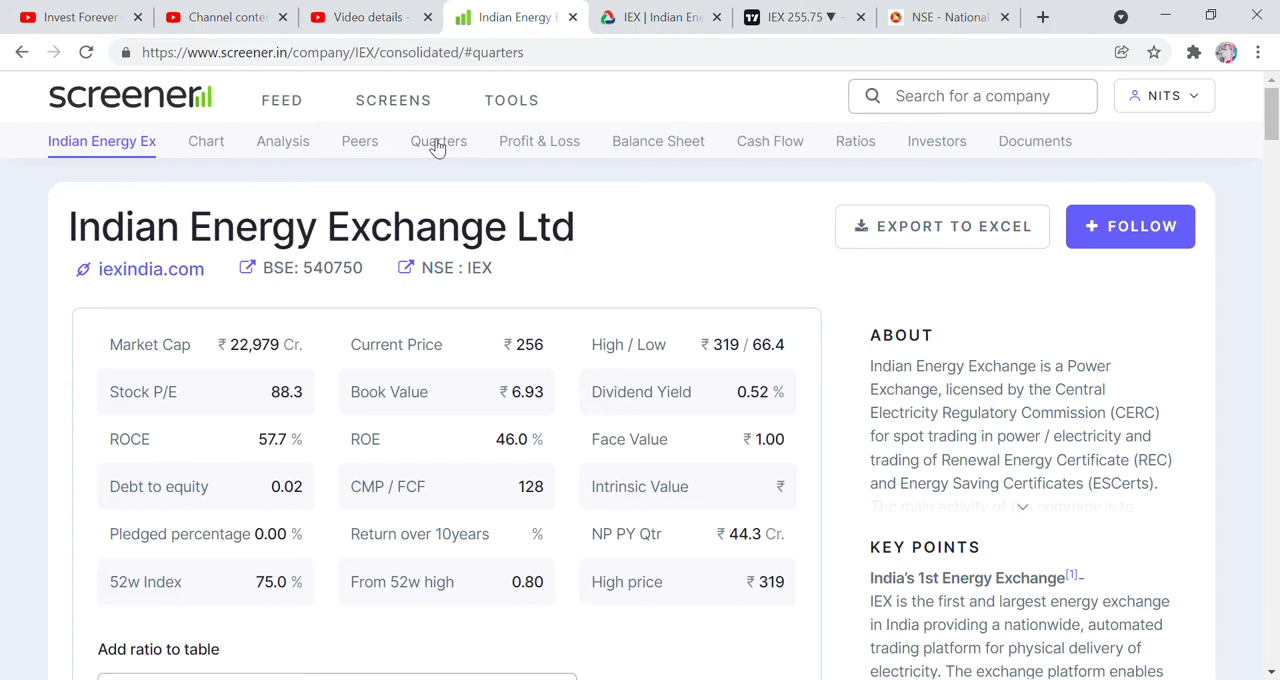 Invest Forever
Channel conter
Video details -
Indian Energy E
IEX | Indian Ene
IEX 255.75 ▼ -
NSE - National
https://www.screener.in/company/IEX/consolidated/#quarters
screener
FEED
SCREENS
TOOLS
Search for a company
NITS
Indian Energy Ex
Chart
Analysis
Peers
Quarters
Profit & Loss
Balance Sheet
Cash Flow
Ratios
Investors
Documents
Indian Energy Exchange Ltd
EXPORT TO EXCEL
+ FOLLOW
iexindia.com
BSE: 540750
NSE : IEX
Market Cap ₹ 22,979 Cr.
Current Price ₹ 256
High / Low ₹ 319 / 66.4
Stock P/E 88.3
Book Value ₹ 6.93
Dividend Yield 0.52 %
ROCE 57.7 %
ROE 46.0 %
Face Value ₹ 1.00
Debt to equity 0.02
CMP / FCF 128
Intrinsic Value ₹
Pledged percentage 0.00 %
Return over 10years %
NP PY Qtr ₹ 44.3 Cr.
52w Index 75.0 %
From 52w high 0.80
High price ₹ 319
Add ratio to table
ABOUT
Indian Energy Exchange is a Power
Exchange, licensed by the Central
Electricity Regulatory Commission (CERC)
for spot trading in power / electricity and
trading of Renewal Energy Certificate (REC)
and Energy Saving Certificates (ESCerts).
The main activity of the company is to
KEY POINTS
India's 1st Energy Exchange[1]-
IEX is the first and largest energy exchange
in India providing a nationwide, automated
trading platform for physical delivery of
electricity. The exchange platform enables